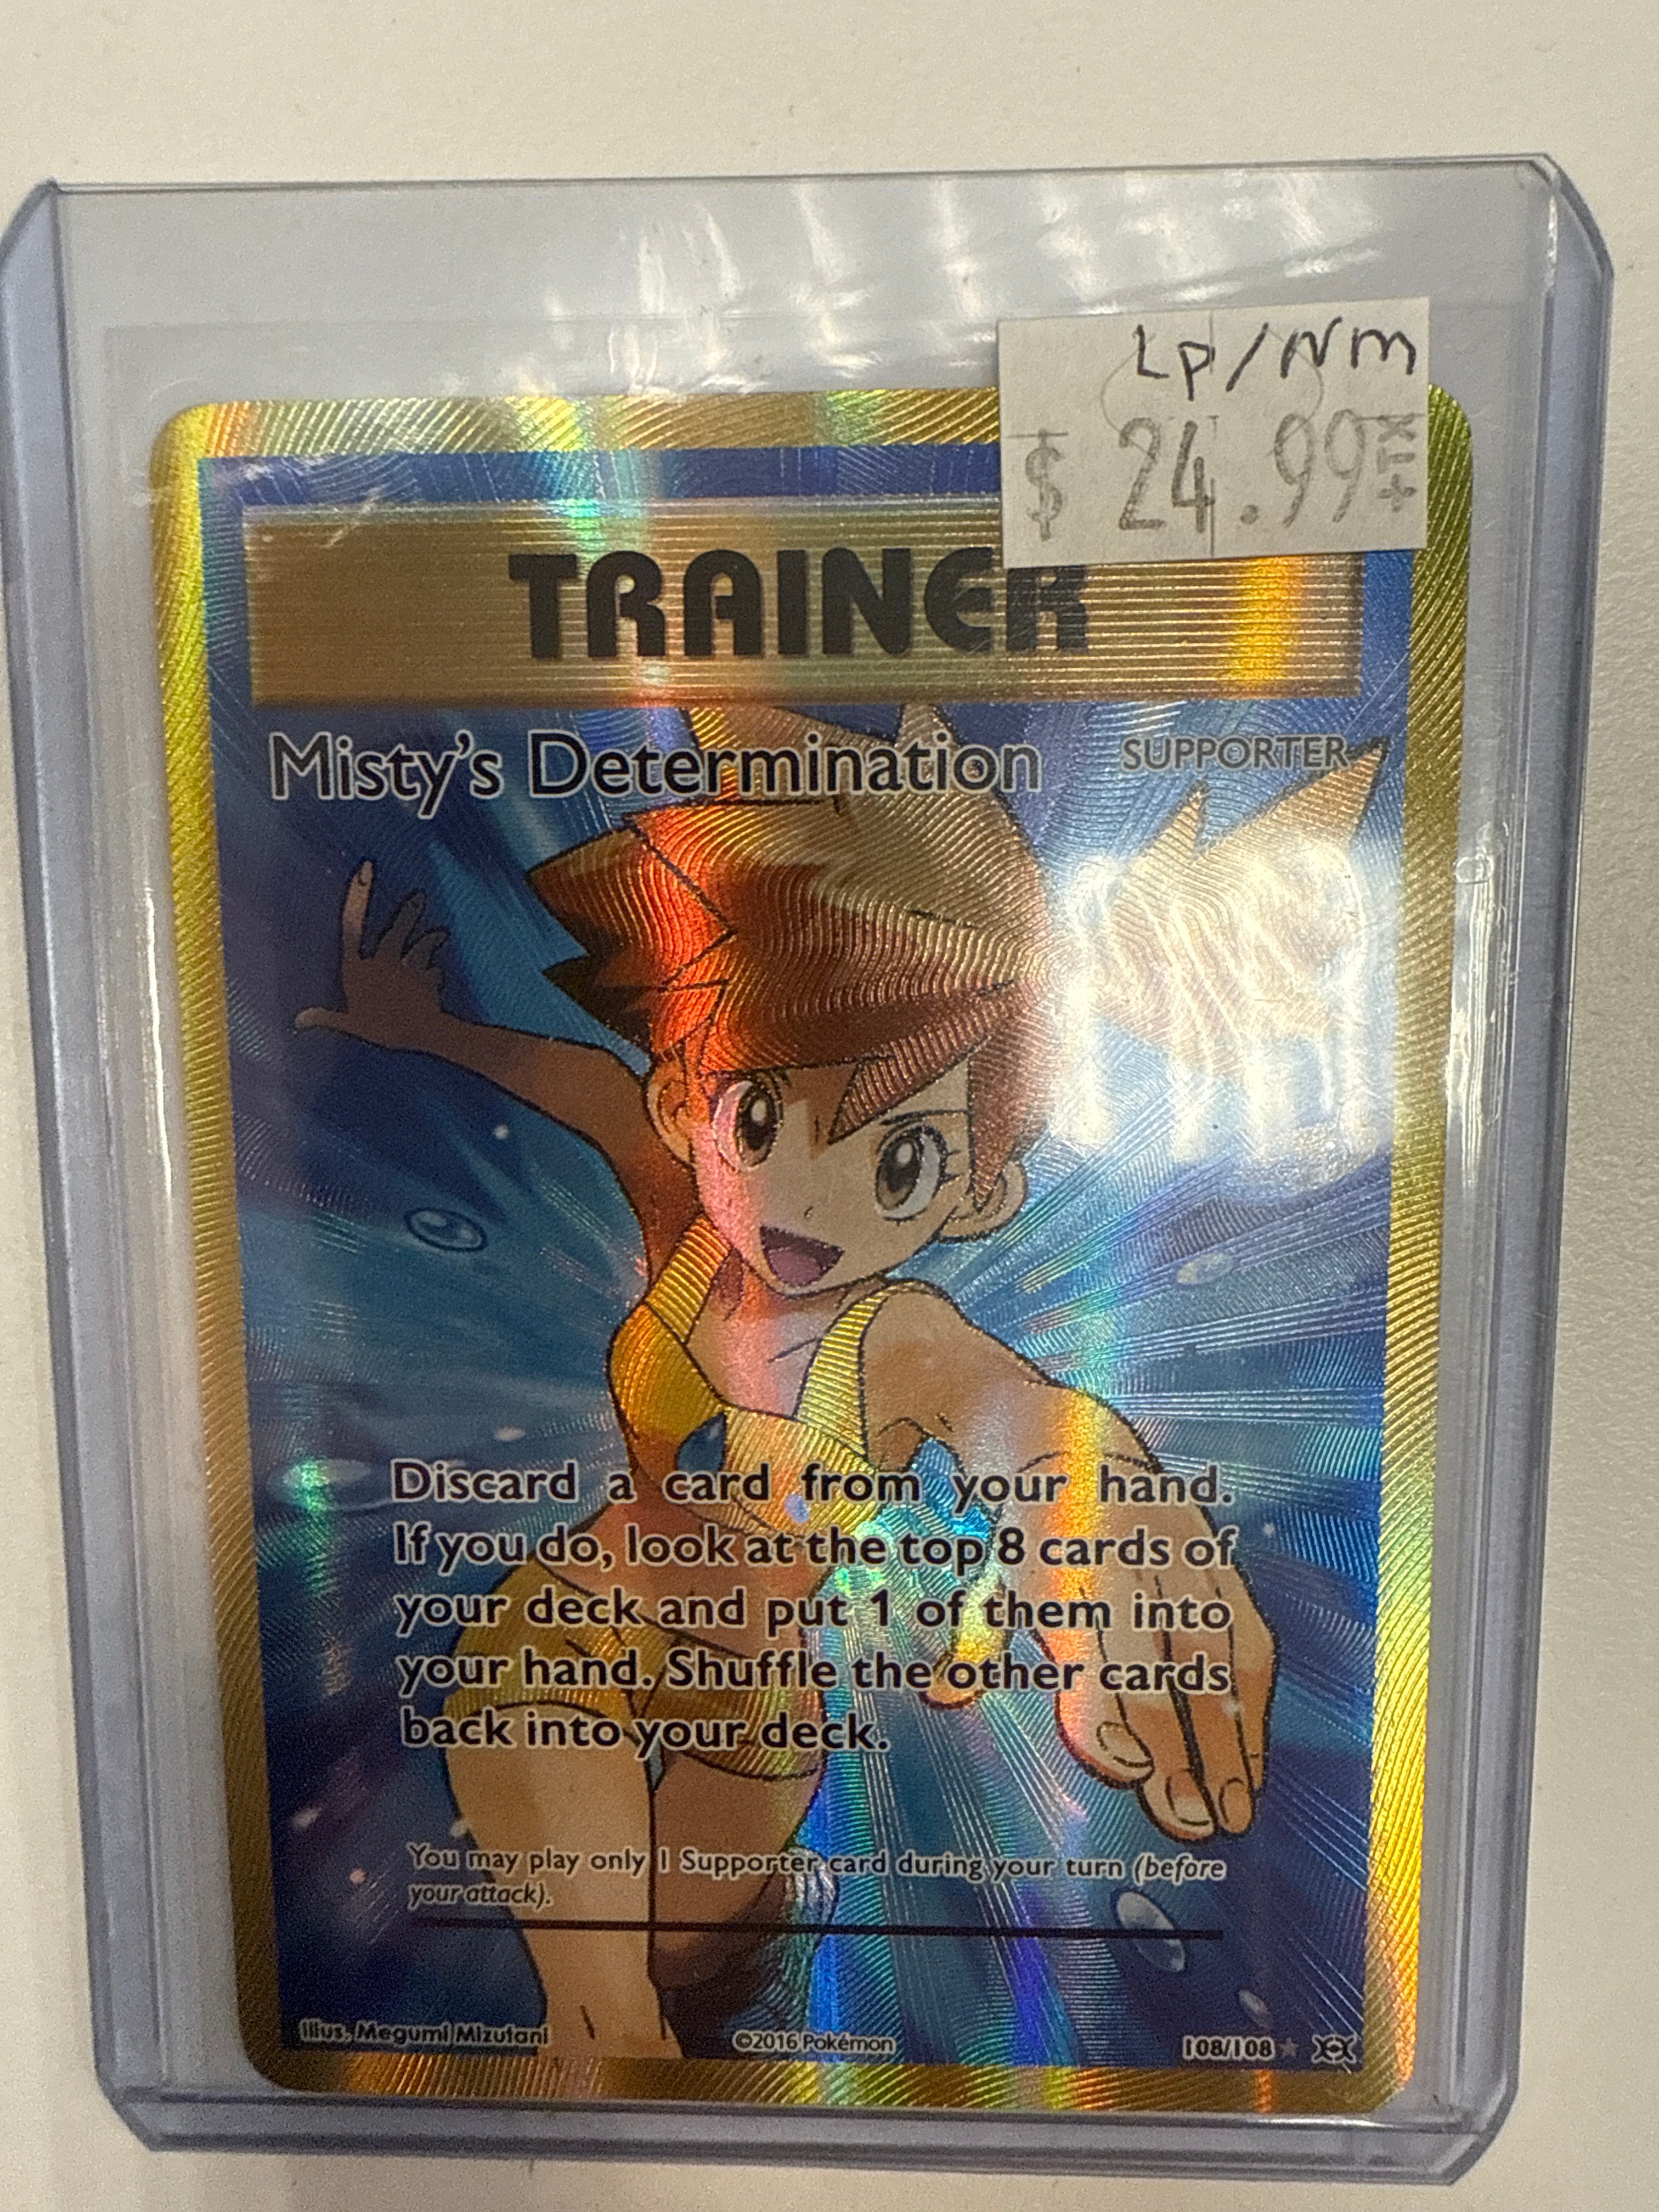 Lp/Nm
$ 24.99 +TX
TRAINER
Misty's Determination SUPPORTER
Discard a card from your hand.
If you do, look at the top 8 cards of
your deck and put 1 of them into
your hand. Shuffle the other cards
back into your deck.
You may play only 1 Supporter card during your turn (before
your attack).
Illus. Megumi Mizutani ©2016 Pokémon 108/108 ★